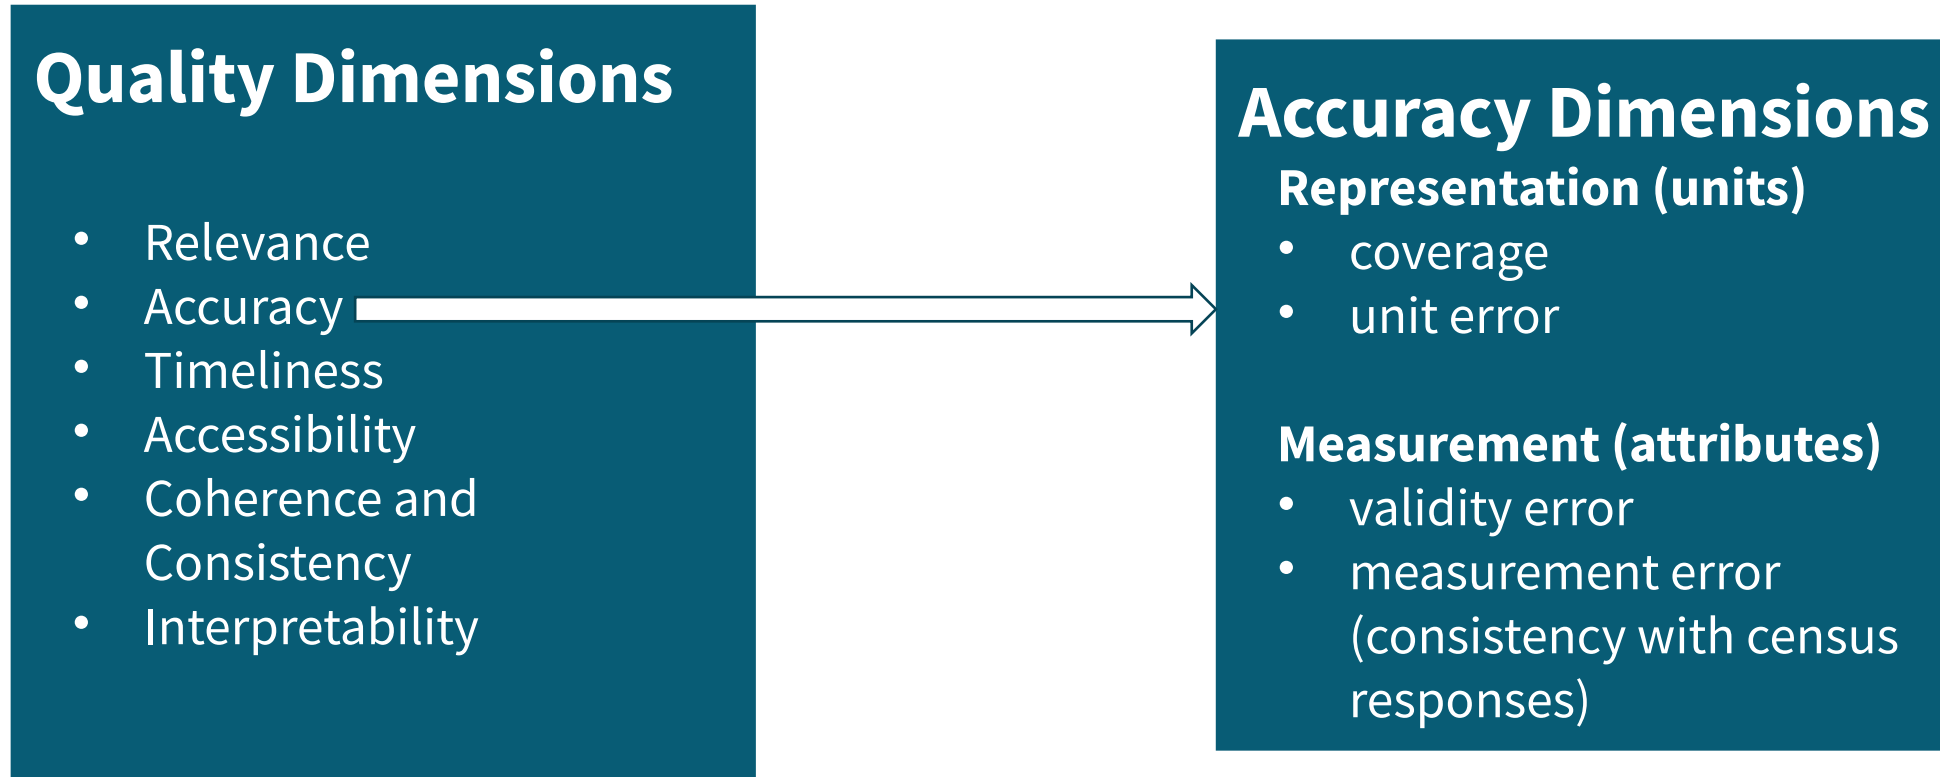 Quality Dimensions
• Relevance
• Accuracy
• Timeliness
• Accessibility
• Coherence and
Consistency
• Interpretability
Accuracy Dimensions
Representation (units)
• coverage
• unit error
Measurement (attributes)
• validity error
• measurement error
(consistency with census
responses)